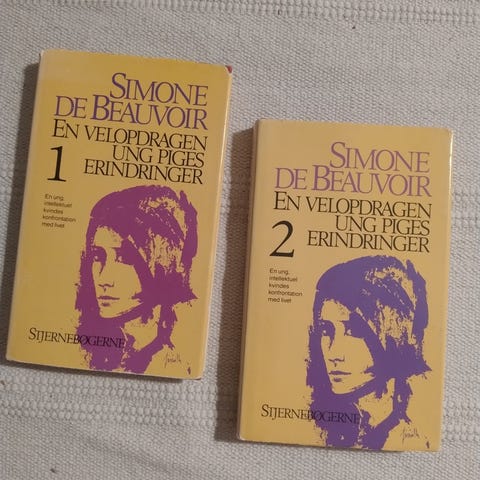 SIMONE
DE BEAUVOIR
EN VELOPDRAGEN
UNG PIGES
ERINDRINGER
1
En ung,
intellektuel
kvindes
konfrontation
med livet
STJERNEBØGERNE
SIMONE
DE BEAUVOIR
EN VELOPDRAGEN
UNG PIGES
ERINDRINGER
2
En ung,
intellektuel
kvindes
konfrontation
med livet
STJERNEBØGERNE